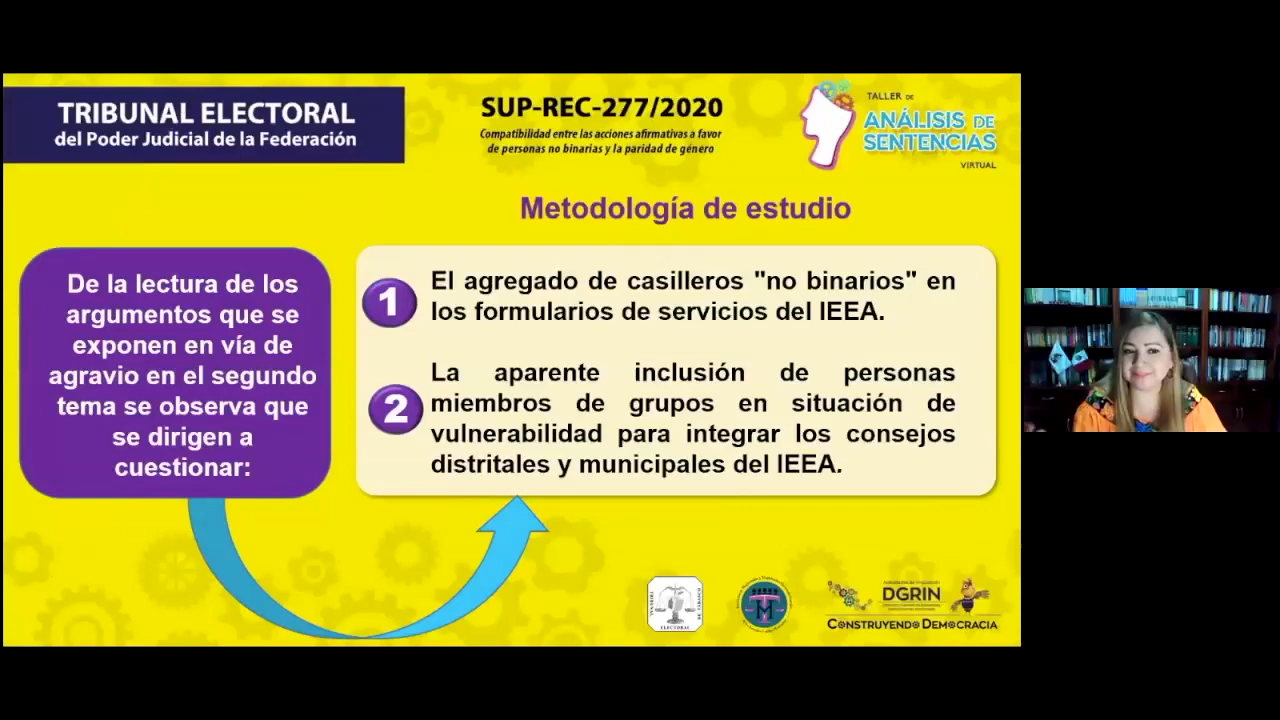 TRIBUNAL ELECTORAL
del Poder Judicial de la Federación
SUP-REC-277/2020
Compatibilidad entre las acciones afirmativas a favor
de personas no binarias y la paridad de género
TALLER DE
ANÁLISIS DE
SENTENCIAS
VIRTUAL
Metodología de estudio
De la lectura de los
argumentos que se
exponen en vía de
agravio en el segundo
tema se observa que
se dirigen a
cuestionar:
1
El agregado de casilleros "no binarios" en
los formularios de servicios del IEEA.
2
La aparente inclusión de personas
miembros de grupos en situación de
vulnerabilidad para integrar los consejos
distritales y municipales del IEEA.
TRIBUNAL
ELECTORAL
DE TABASCO
DGRIN
CONSTRUYENDO DEMOCRACIA